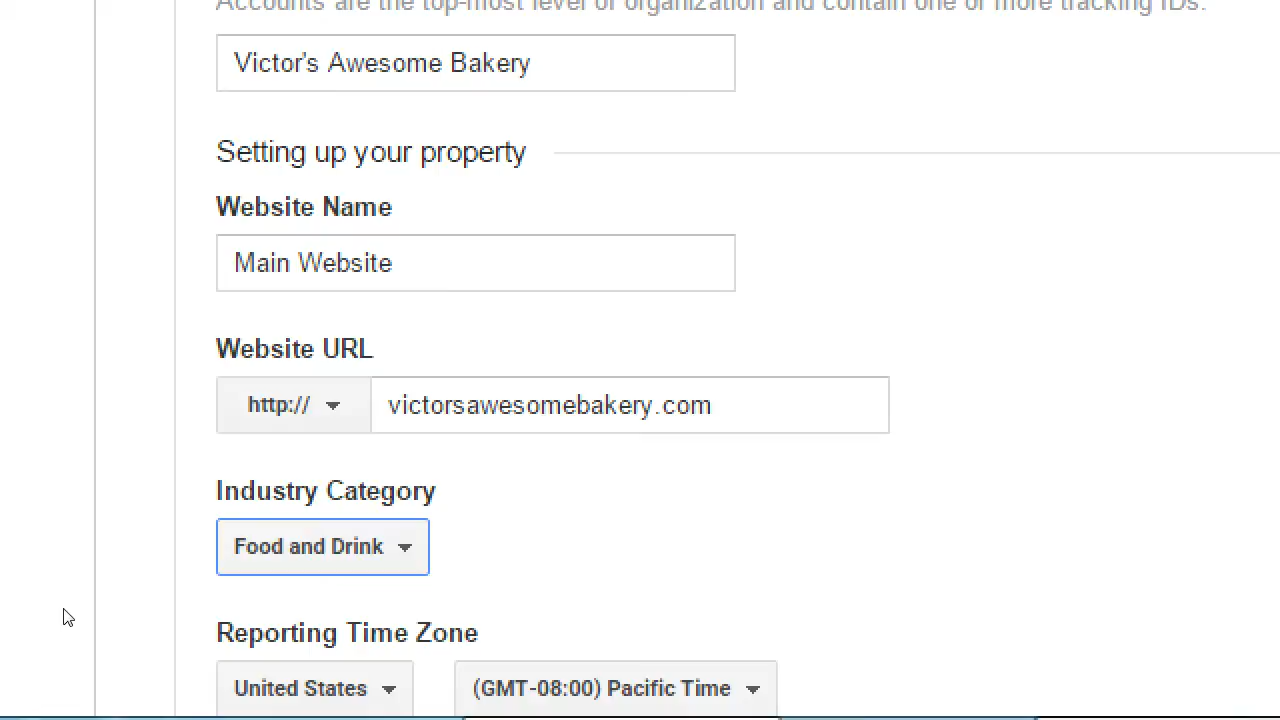 Accounts are the top-most level of organization and contain one or more tracking IDs.
Victor's Awesome Bakery
Setting up your property
Website Name
Main Website
Website URL
http:// victorsawesomebakery.com
Industry Category
Food and Drink
Reporting Time Zone
United States (GMT-08:00) Pacific Time